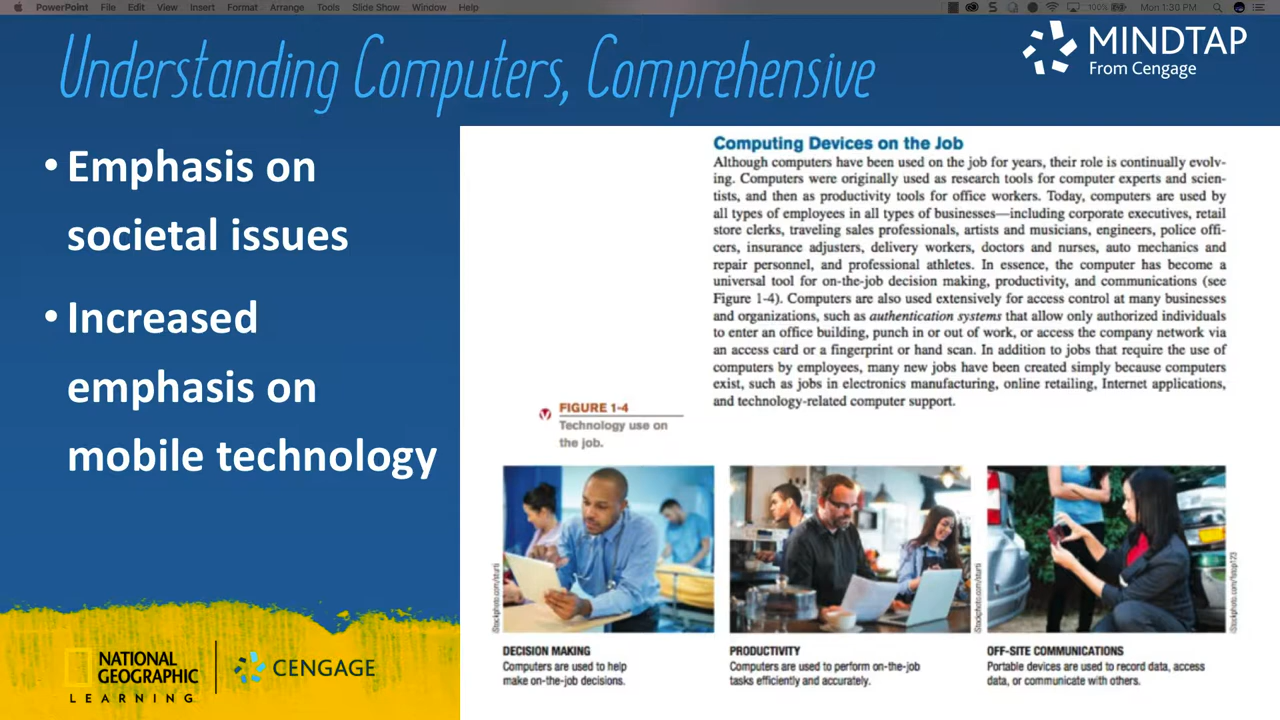 PowerPoint File Edit View Insert Format Arrange Tools Slide Show Window Help
100% Mon 1:30 PM
Understanding Computers, Comprehensive
MINDTAP
From Cengage
• Emphasis on
societal issues
• Increased
emphasis on
mobile technology
Computing Devices on the Job
Although computers have been used on the job for years, their role is continually evolv-
ing. Computers were originally used as research tools for computer experts and scien-
tists, and then as productivity tools for office workers. Today, computers are used by
all types of employees in all types of businesses—including corporate executives, retail
store clerks, traveling sales professionals, artists and musicians, engineers, police offi-
cers, insurance adjusters, delivery workers, doctors and nurses, auto mechanics and
repair personnel, and professional athletes. In essence, the computer has become a
universal tool for on-the-job decision making, productivity, and communications (see
Figure 1-4). Computers are also used extensively for access control at many businesses
and organizations, such as authentication systems that allow only authorized individuals
to enter an office building, punch in or out of work, or access the company network via
an access card or a fingerprint or hand scan. In addition to jobs that require the use of
computers by employees, many new jobs have been created simply because computers
exist, such as jobs in electronics manufacturing, online retailing, Internet applications,
and technology-related computer support.
FIGURE 1-4
Technology use on
the job.
iStockphoto.com/sturti
iStockphoto.com/sturti
DECISION MAKING
Computers are used to help
make on-the-job decisions.
PRODUCTIVITY
Computers are used to perform on-the-job
tasks efficiently and accurately.
OFF-SITE COMMUNICATIONS
Portable devices are used to record data, access
data, or communicate with others.
NATIONAL
GEOGRAPHIC
LEARNING
CENGAGE